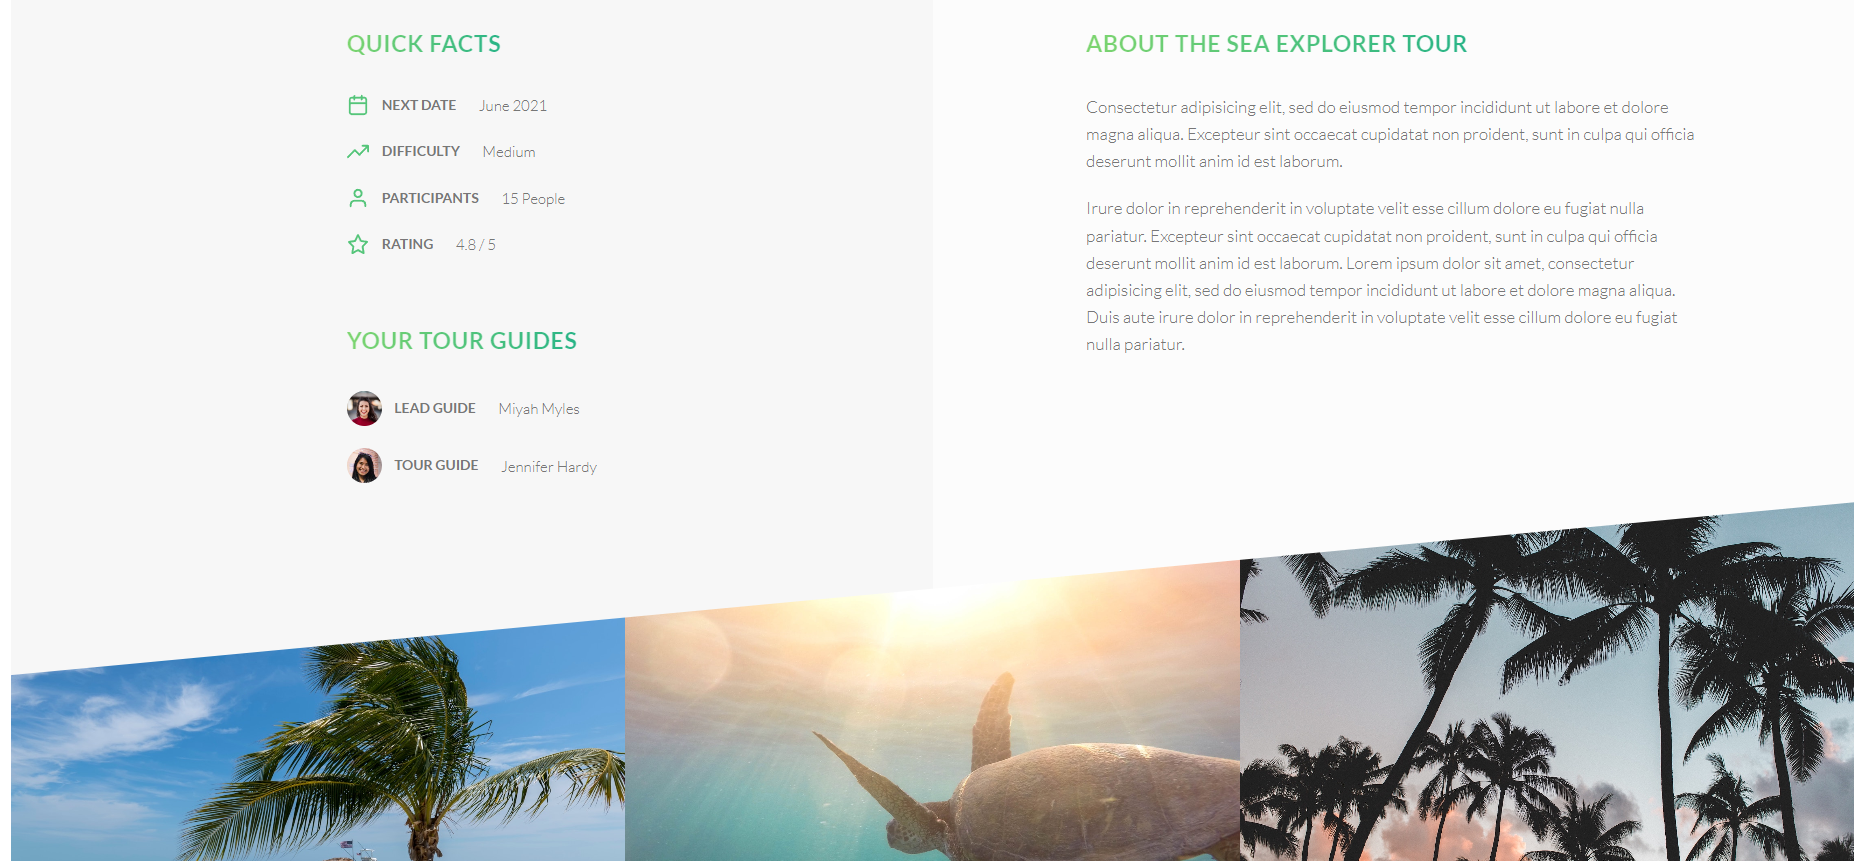 QUICK FACTS
NEXT DATE June 2021
DIFFICULTY Medium
PARTICIPANTS 15 People
RATING 4.8 / 5
YOUR TOUR GUIDES
LEAD GUIDE Miyah Myles
TOUR GUIDE Jennifer Hardy
ABOUT THE SEA EXPLORER TOUR
Consectetur adipisicing elit, sed do eiusmod tempor incididunt ut labore et dolore
magna aliqua. Excepteur sint occaecat cupidatat non proident, sunt in culpa qui officia
deserunt mollit anim id est laborum.
Irure dolor in reprehenderit in voluptate velit esse cillum dolore eu fugiat nulla
pariatur. Excepteur sint occaecat cupidatat non proident, sunt in culpa qui officia
deserunt mollit anim id est laborum. Lorem ipsum dolor sit amet, consectetur
adipisicing elit, sed do eiusmod tempor incididunt ut labore et dolore magna aliqua.
Duis aute irure dolor in reprehenderit in voluptate velit esse cillum dolore eu fugiat
nulla pariatur.